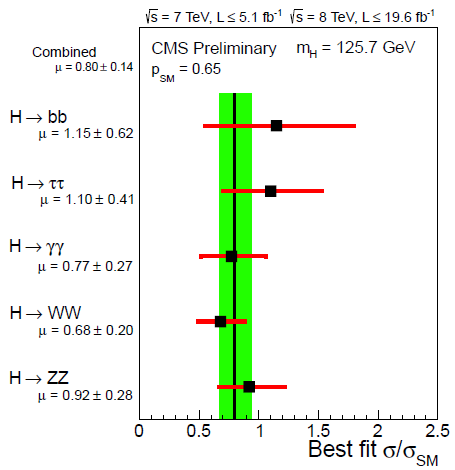 √s = 7 TeV, L ≤ 5.1 fb⁻¹ √s = 8 TeV, L ≤ 19.6 fb⁻¹
Combined
μ = 0.80 ± 0.14
CMS Preliminary m_H = 125.7 GeV
p_SM = 0.65
H → bb
μ = 1.15 ± 0.62
H → ττ
μ = 1.10 ± 0.41
H → γγ
μ = 0.77 ± 0.27
H → WW
μ = 0.68 ± 0.20
H → ZZ
μ = 0.92 ± 0.28
0 0.5 1 1.5 2 2.5
Best fit σ/σ_SM